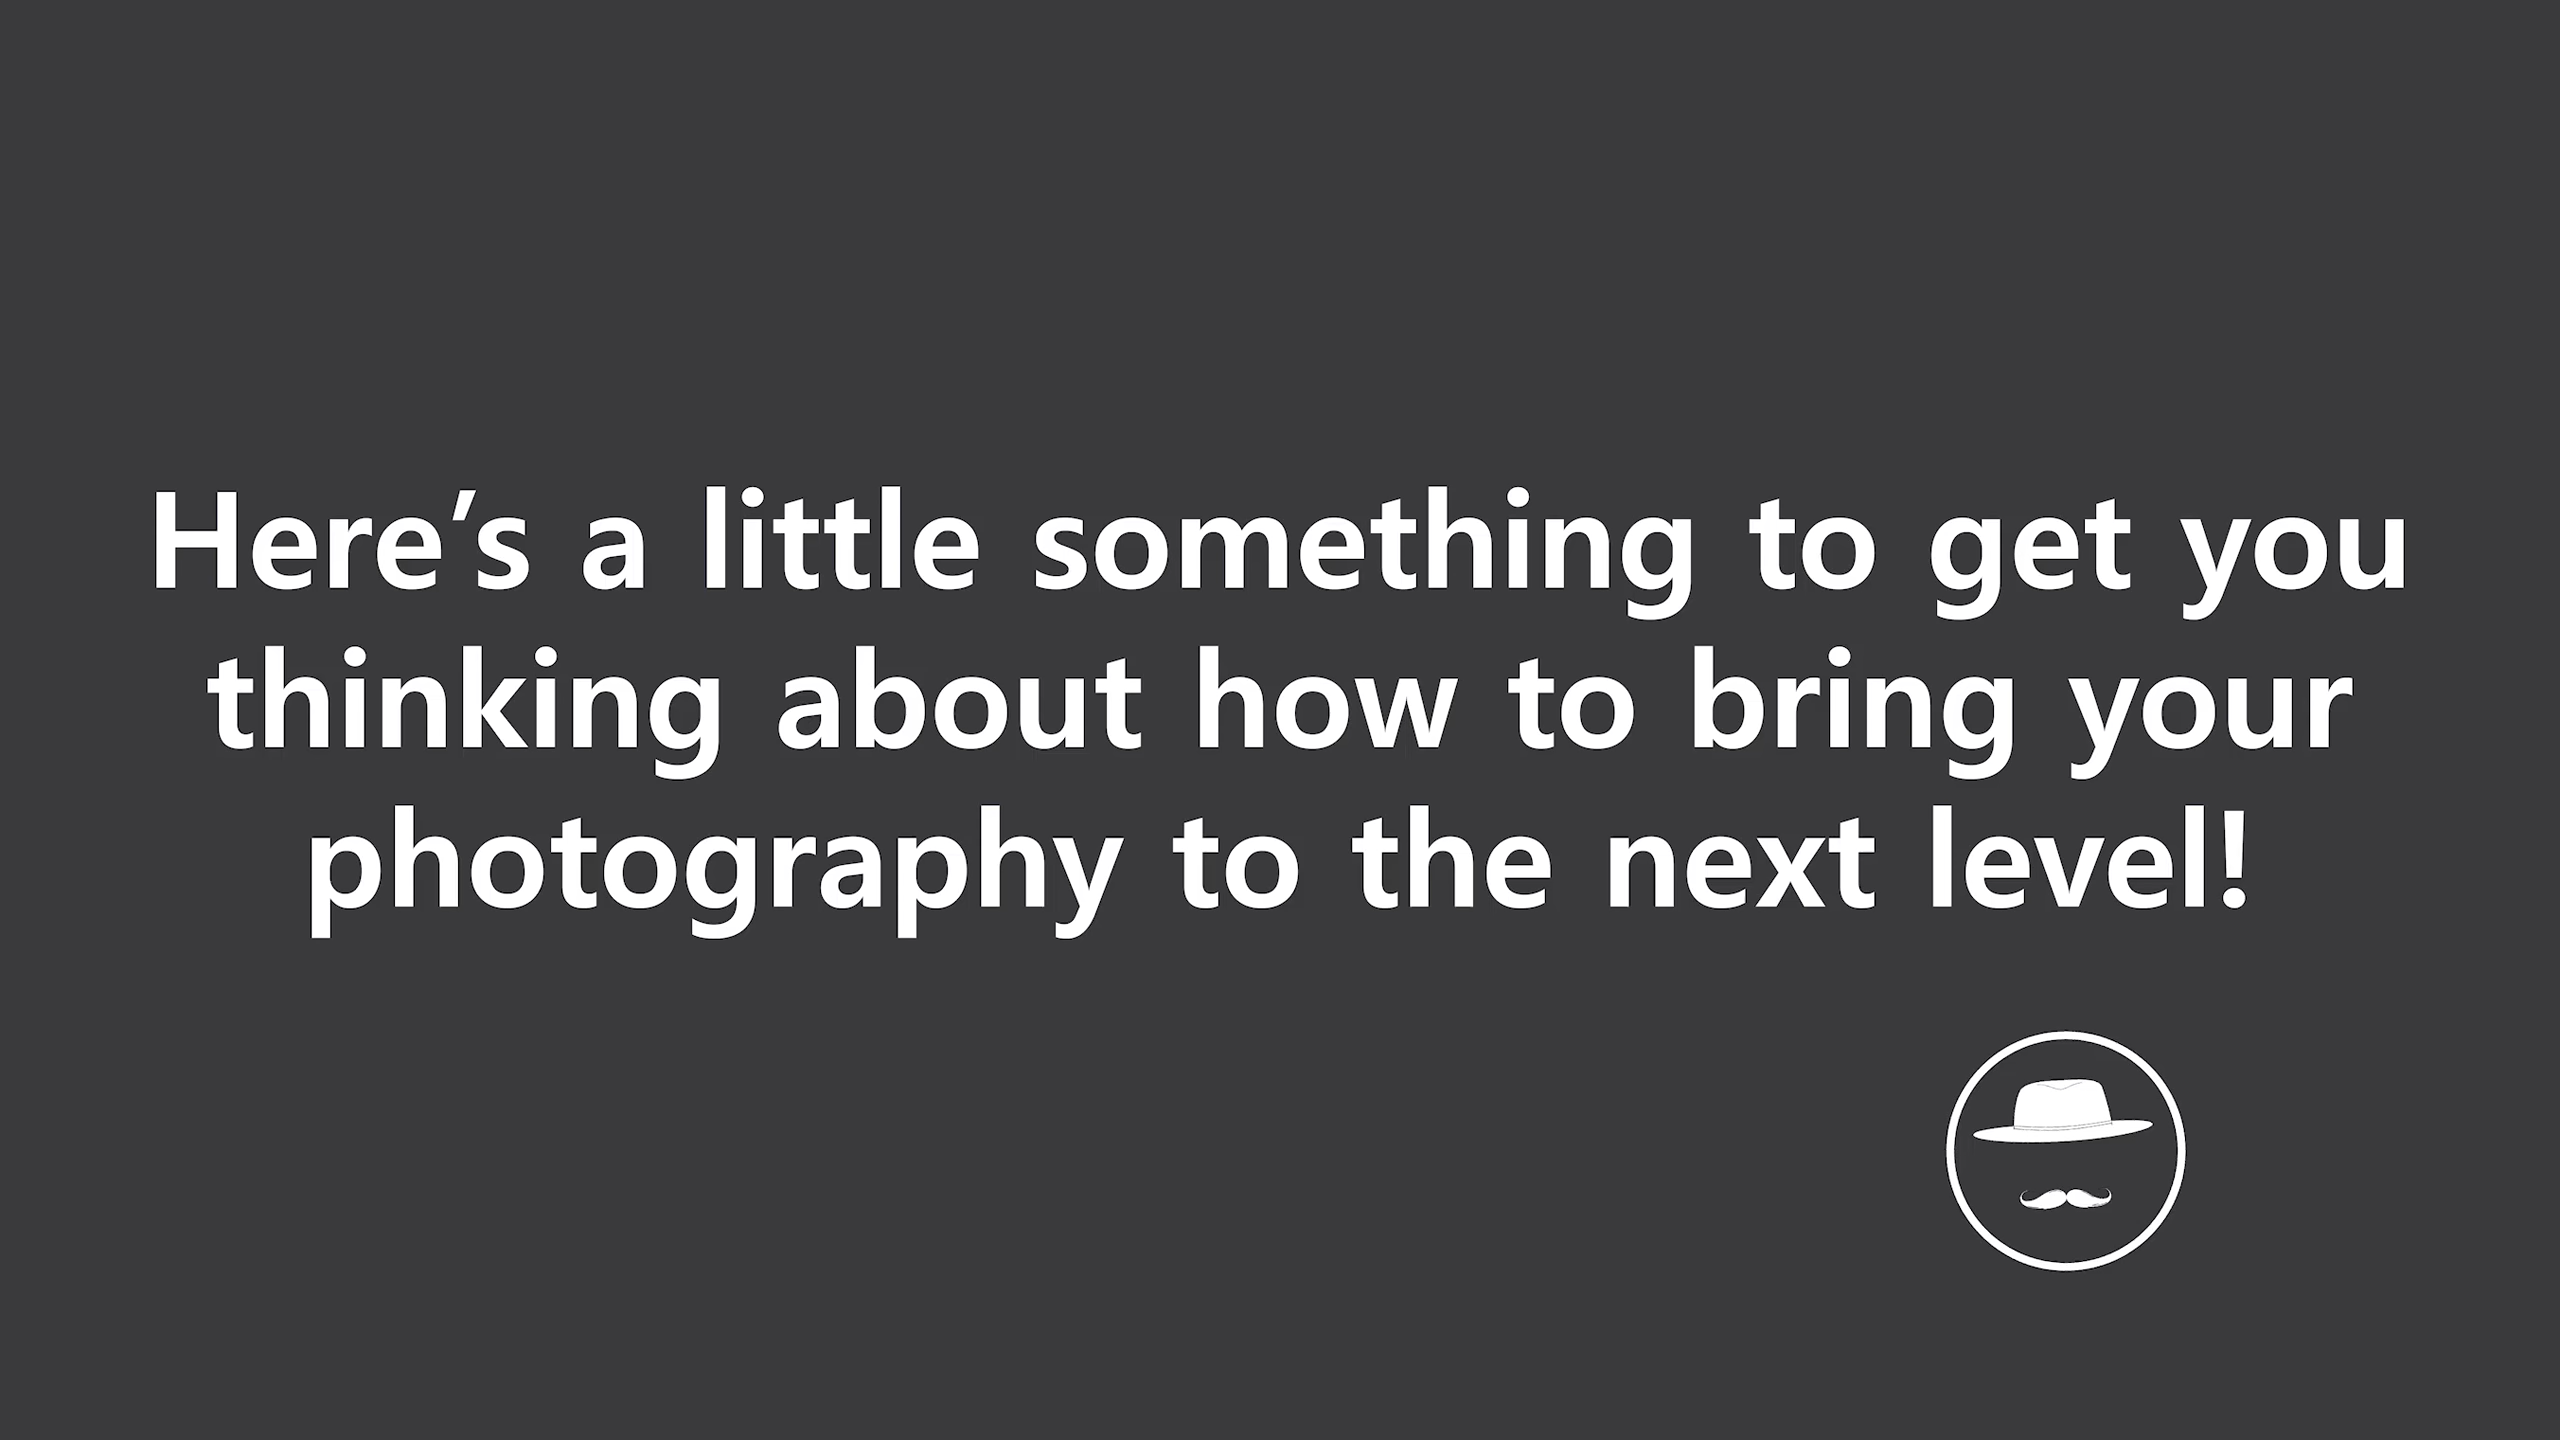 Here’s a little something to get you
thinking about how to bring your
photography to the next level!